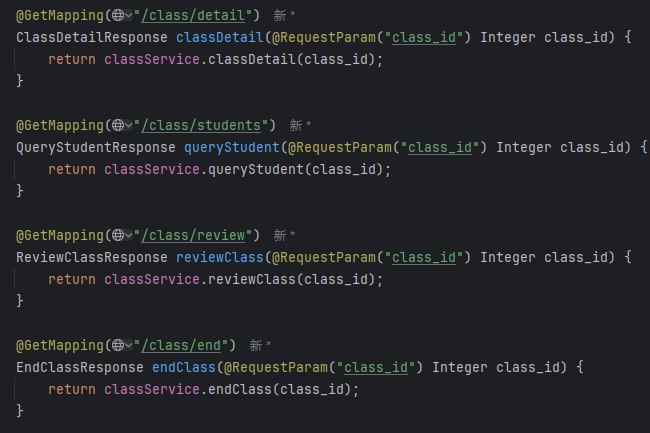 @GetMapping("/class/detail") 新 *
ClassDetailResponse classDetail(@RequestParam("class_id") Integer class_id) {
    return classService.classDetail(class_id);
}
@GetMapping("/class/students") 新 *
QueryStudentResponse queryStudent(@RequestParam("class_id") Integer class_id) {
    return classService.queryStudent(class_id);
}
@GetMapping("/class/review") 新 *
ReviewClassResponse reviewClass(@RequestParam("class_id") Integer class_id) {
    return classService.reviewClass(class_id);
}
@GetMapping("/class/end") 新 *
EndClassResponse endClass(@RequestParam("class_id") Integer class_id) {
    return classService.endClass(class_id);
}